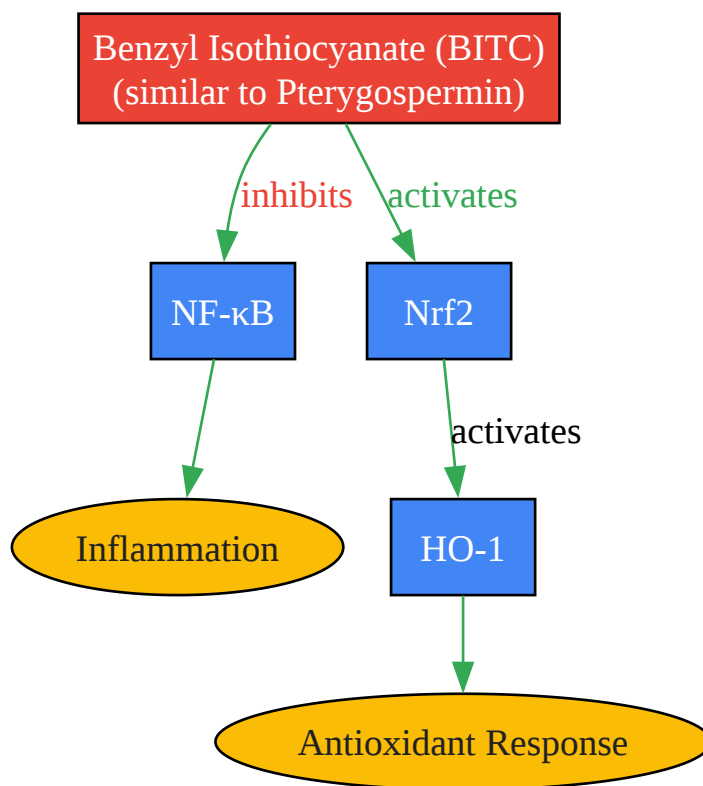 Benzyl Isothiocyanate (BITC)
(similar to Pterygospermin)
inhibits
activates
NF-κB
Nrf2
activates
Inflammation
HO-1
Antioxidant Response